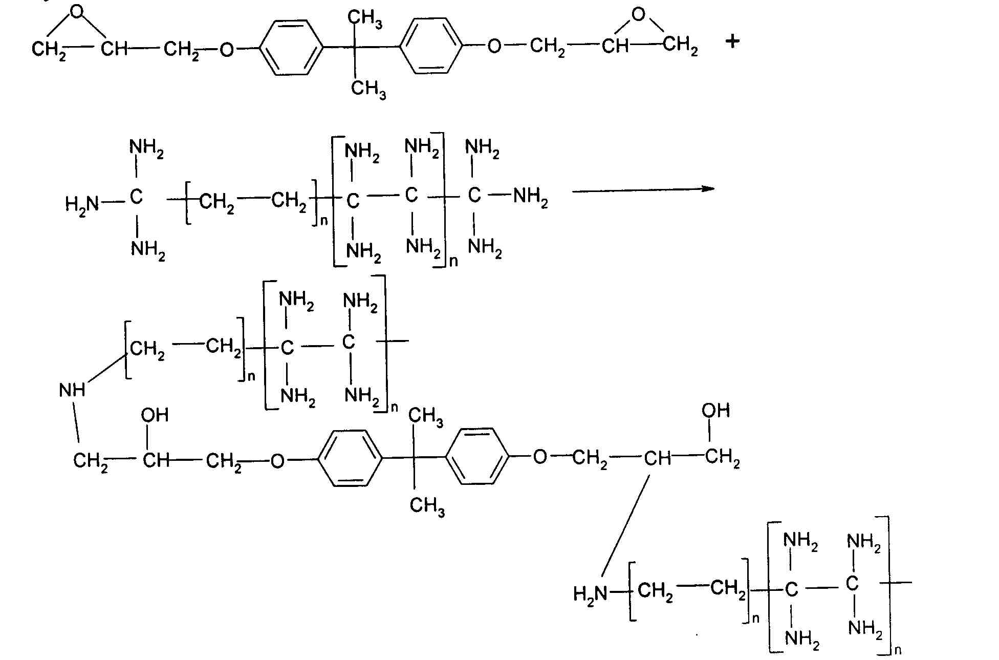 O CH3 O
CH2 CH CH2 O O CH2 CH CH2 +
CH3
NH2 NH2 NH2 NH2
H2N C CH2 CH2 n C C C NH2
NH2 NH2 NH2 n NH2
NH2 NH2
CH2 CH2 n C C
NH NH2 NH2 n
OH CH3 OH
CH2 CH CH2 O O CH2 CH CH2
CH3
NH2 NH2
H2N CH2 CH2 n C C
NH2 NH2 n